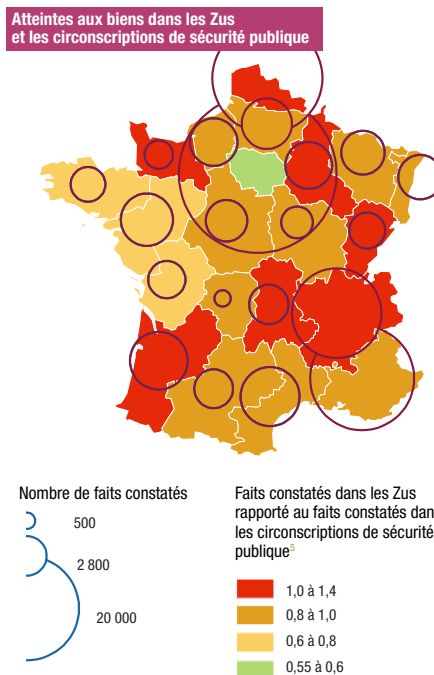 Atteintes aux biens dans les Zus
et les circonscriptions de sécurité publique
Nombre de faits constatés
500
2 800
20 000
Faits constatés dans les Zus
rapporté au faits constatés dan
les circonscriptions de sécurité
publique5
1,0 à 1,4
0,8 à 1,0
0,6 à 0,8
0,55 à 0,6